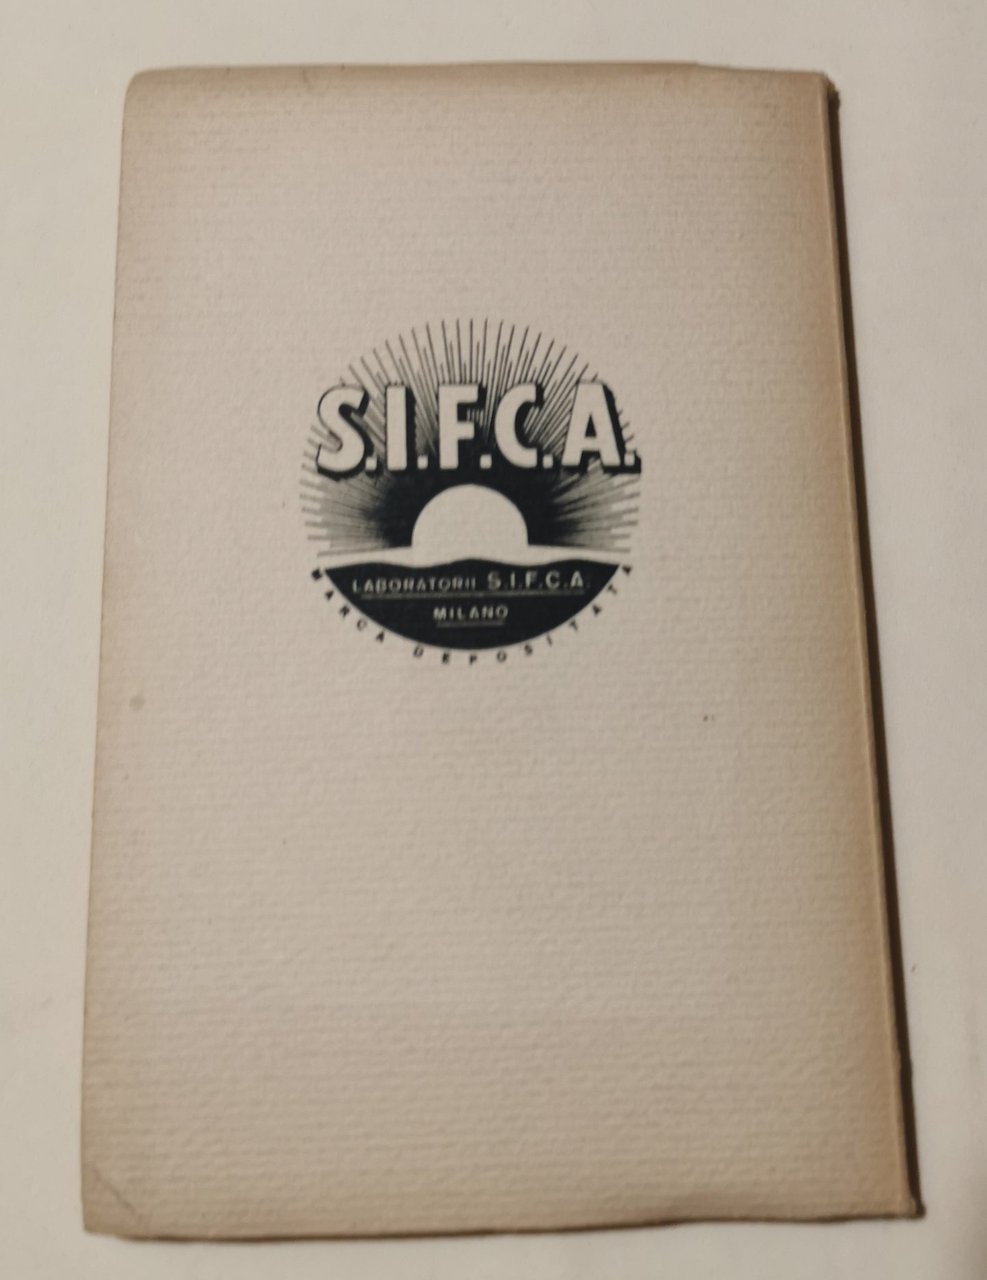 S.I.F.C.A.
LABORATORII S.I.F.C.A.
MILANO
MARCA DEPOSITATA